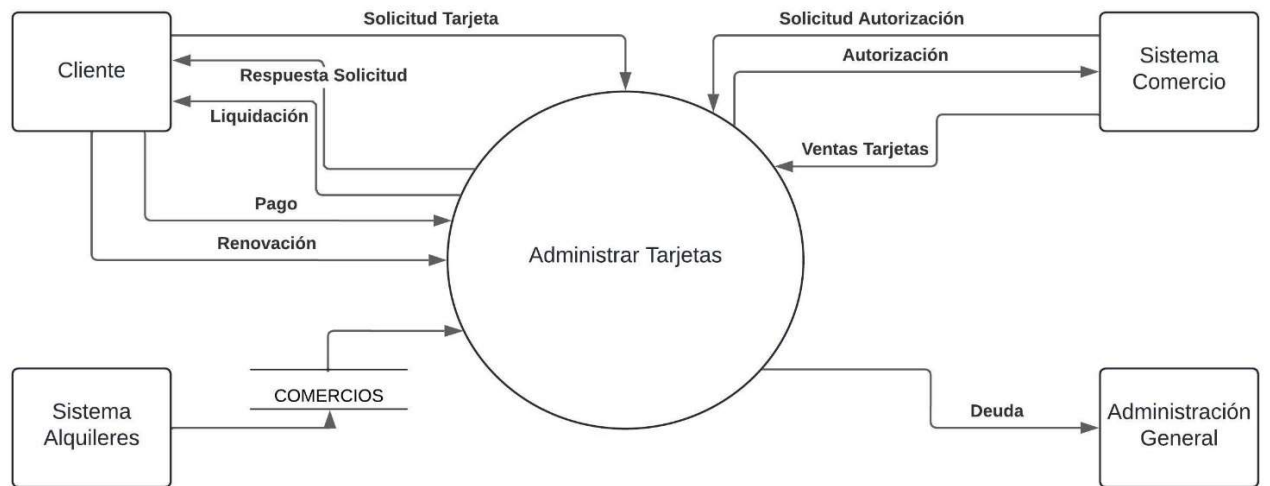 Solicitud Tarjeta
Solicitud Autorización
Cliente
Respuesta Solicitud
Autorización
Sistema
Comercio
Liquidación
Ventas Tarjetas
Pago
Renovación
Administrar Tarjetas
COMERCIOS
Sistema
Alquileres
Deuda
Administración
General